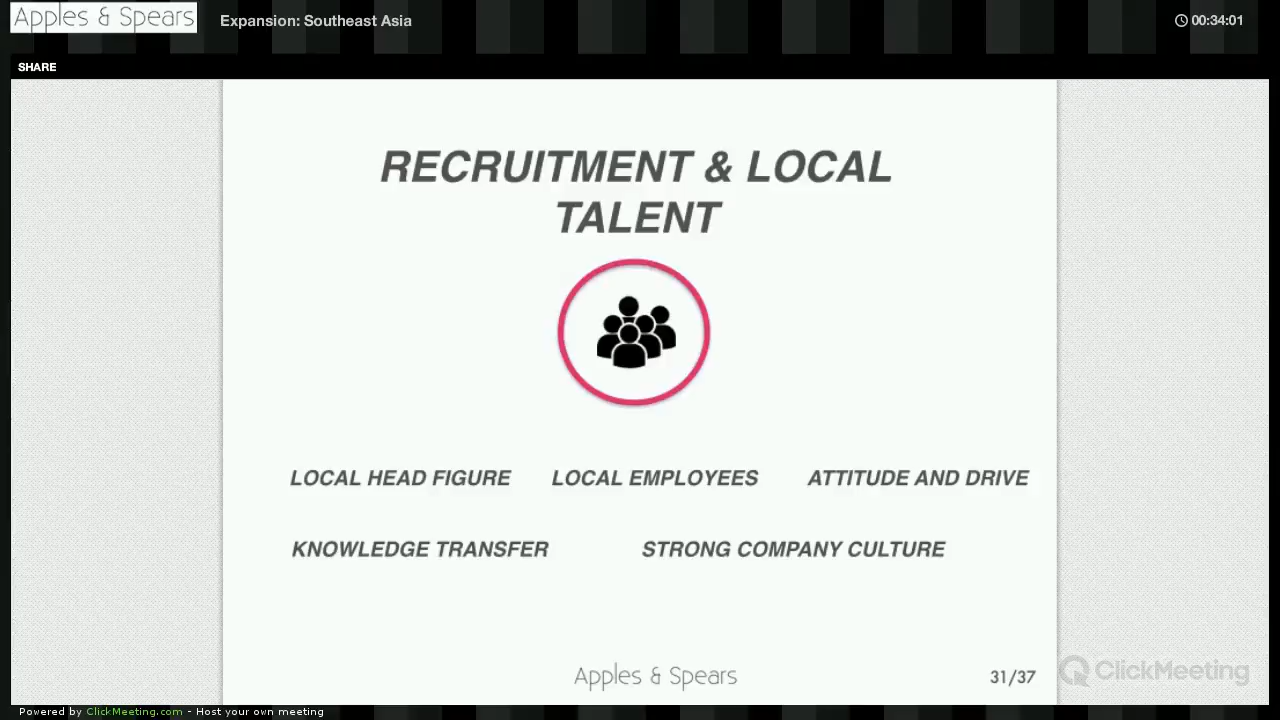 Apples & Spears
Expansion: Southeast Asia
00:34:01
SHARE
RECRUITMENT & LOCAL
TALENT
LOCAL HEAD FIGURE LOCAL EMPLOYEES ATTITUDE AND DRIVE
KNOWLEDGE TRANSFER STRONG COMPANY CULTURE
Apples & Spears
31/37
ClickMeeting
Powered by ClickMeeting.com - Host your own meeting